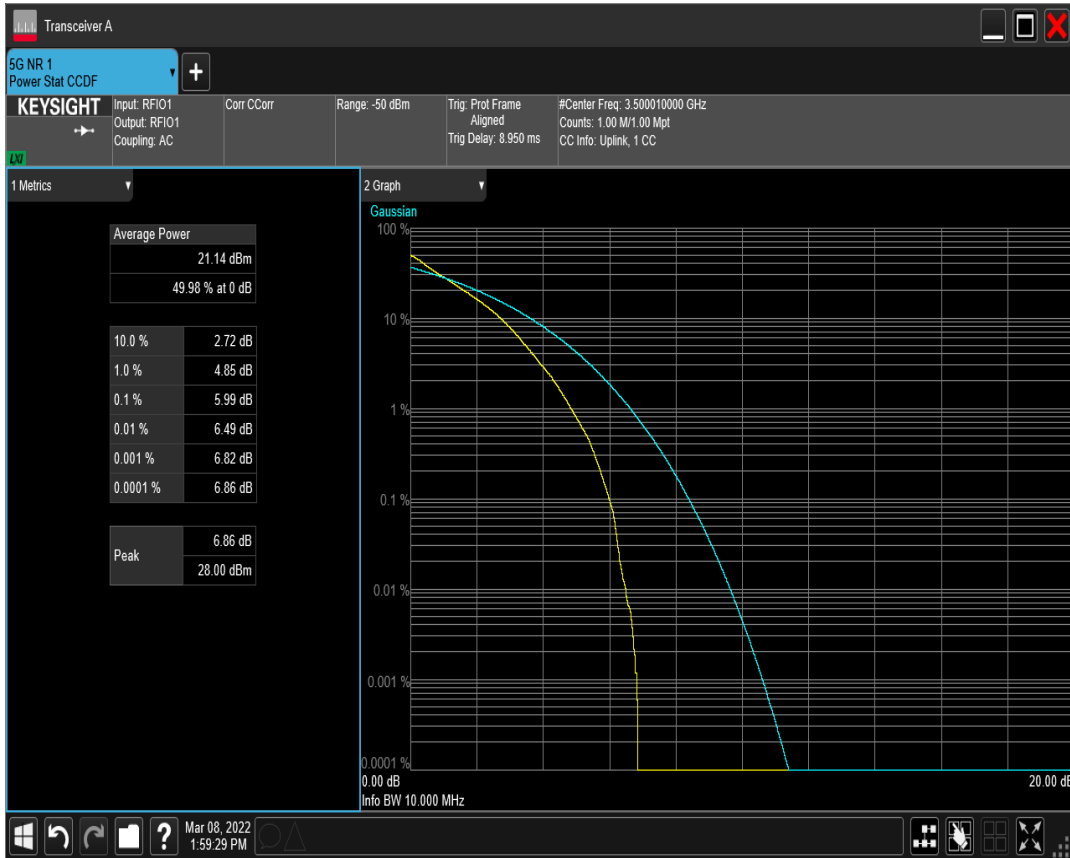 Transceiver A
5G NR 1
Power Stat CCDF
+
KEYSIGHT
LXI
Input: RFIO1
Output: RFIO1
Coupling: AC
Corr CCorr
Range: -50 dBm
Trig: Prot Frame
Aligned
Trig Delay: 8.950 ms
#Center Freq: 3.500010000 GHz
Counts: 1.00 M/1.00 Mpt
CC Info: Uplink, 1 CC
1 Metrics
Average Power
21.14 dBm
49.98 % at 0 dB
10.0 % 2.72 dB
1.0 % 4.85 dB
0.1 % 5.99 dB
0.01 % 6.49 dB
0.001 % 6.82 dB
0.0001 % 6.86 dB
Peak
6.86 dB
28.00 dBm
2 Graph
Gaussian
100 %
10 %
1 %
0.1 %
0.01 %
0.001 %
0.0001 %
0.00 dB 20.00 dB
Info BW 10.000 MHz
?
Mar 08, 2022
1:59:29 PM